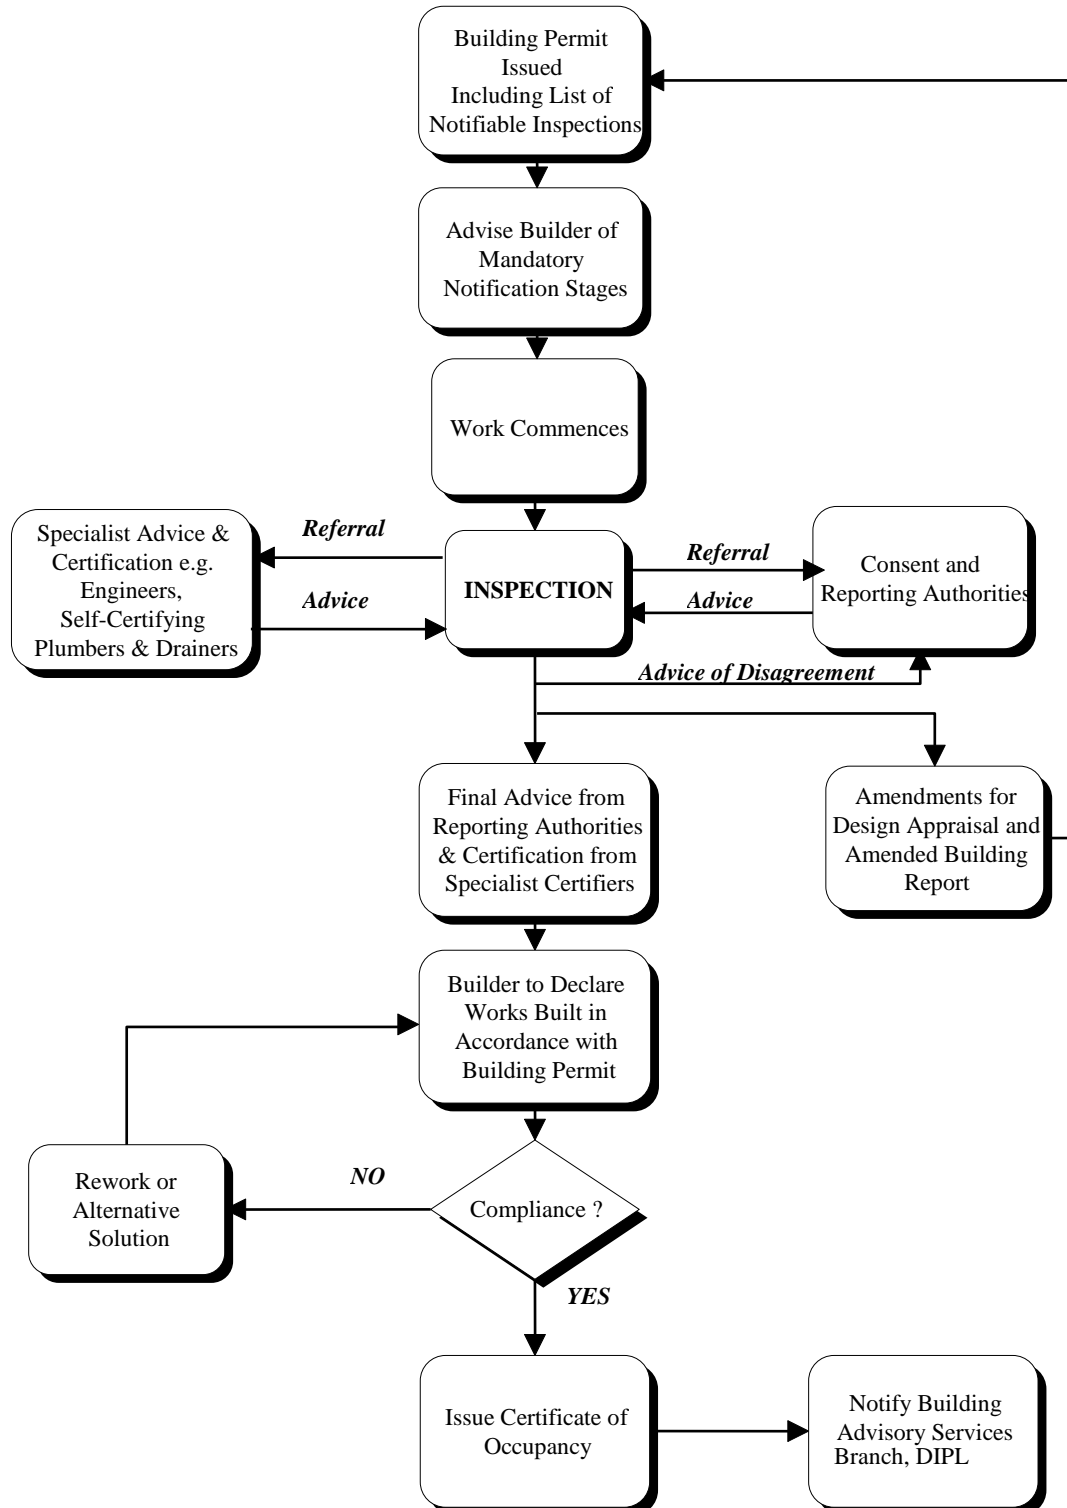 Building Permit
Issued
Including List of
Notifiable Inspections
Advise Builder of
Mandatory
Notification Stages
Work Commences
Specialist Advice &
Certification e.g.
Engineers,
Self-Certifying
Plumbers & Drainers
Referral
Advice
INSPECTION
Referral
Advice
Consent and
Reporting Authorities
Advice of Disagreement
Final Advice from
Reporting Authorities
& Certification from
Specialist Certifiers
Amendments for
Design Appraisal and
Amended Building
Report
Builder to Declare
Works Built in
Accordance with
Building Permit
Rework or
Alternative
Solution
NO
Compliance ?
YES
Issue Certificate of
Occupancy
Notify Building
Advisory Services
Branch, DIPL